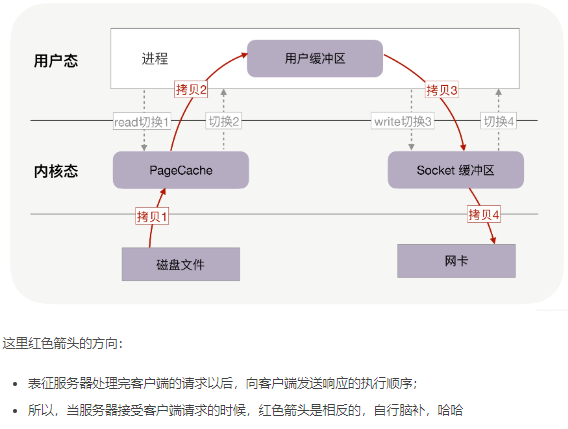 用户态
进程
用户缓冲区
拷贝2
拷贝3
read切换1
切换2
write切换3
切换4
内核态
PageCache
Socket 缓冲区
拷贝1
拷贝4
磁盘文件
网卡
这里红色箭头的方向：
表征服务器处理完客户端的请求以后，向客户端发送响应的执行顺序；
所以，当服务器接受客户端请求的时候，红色箭头是相反的，自行脑补，哈哈